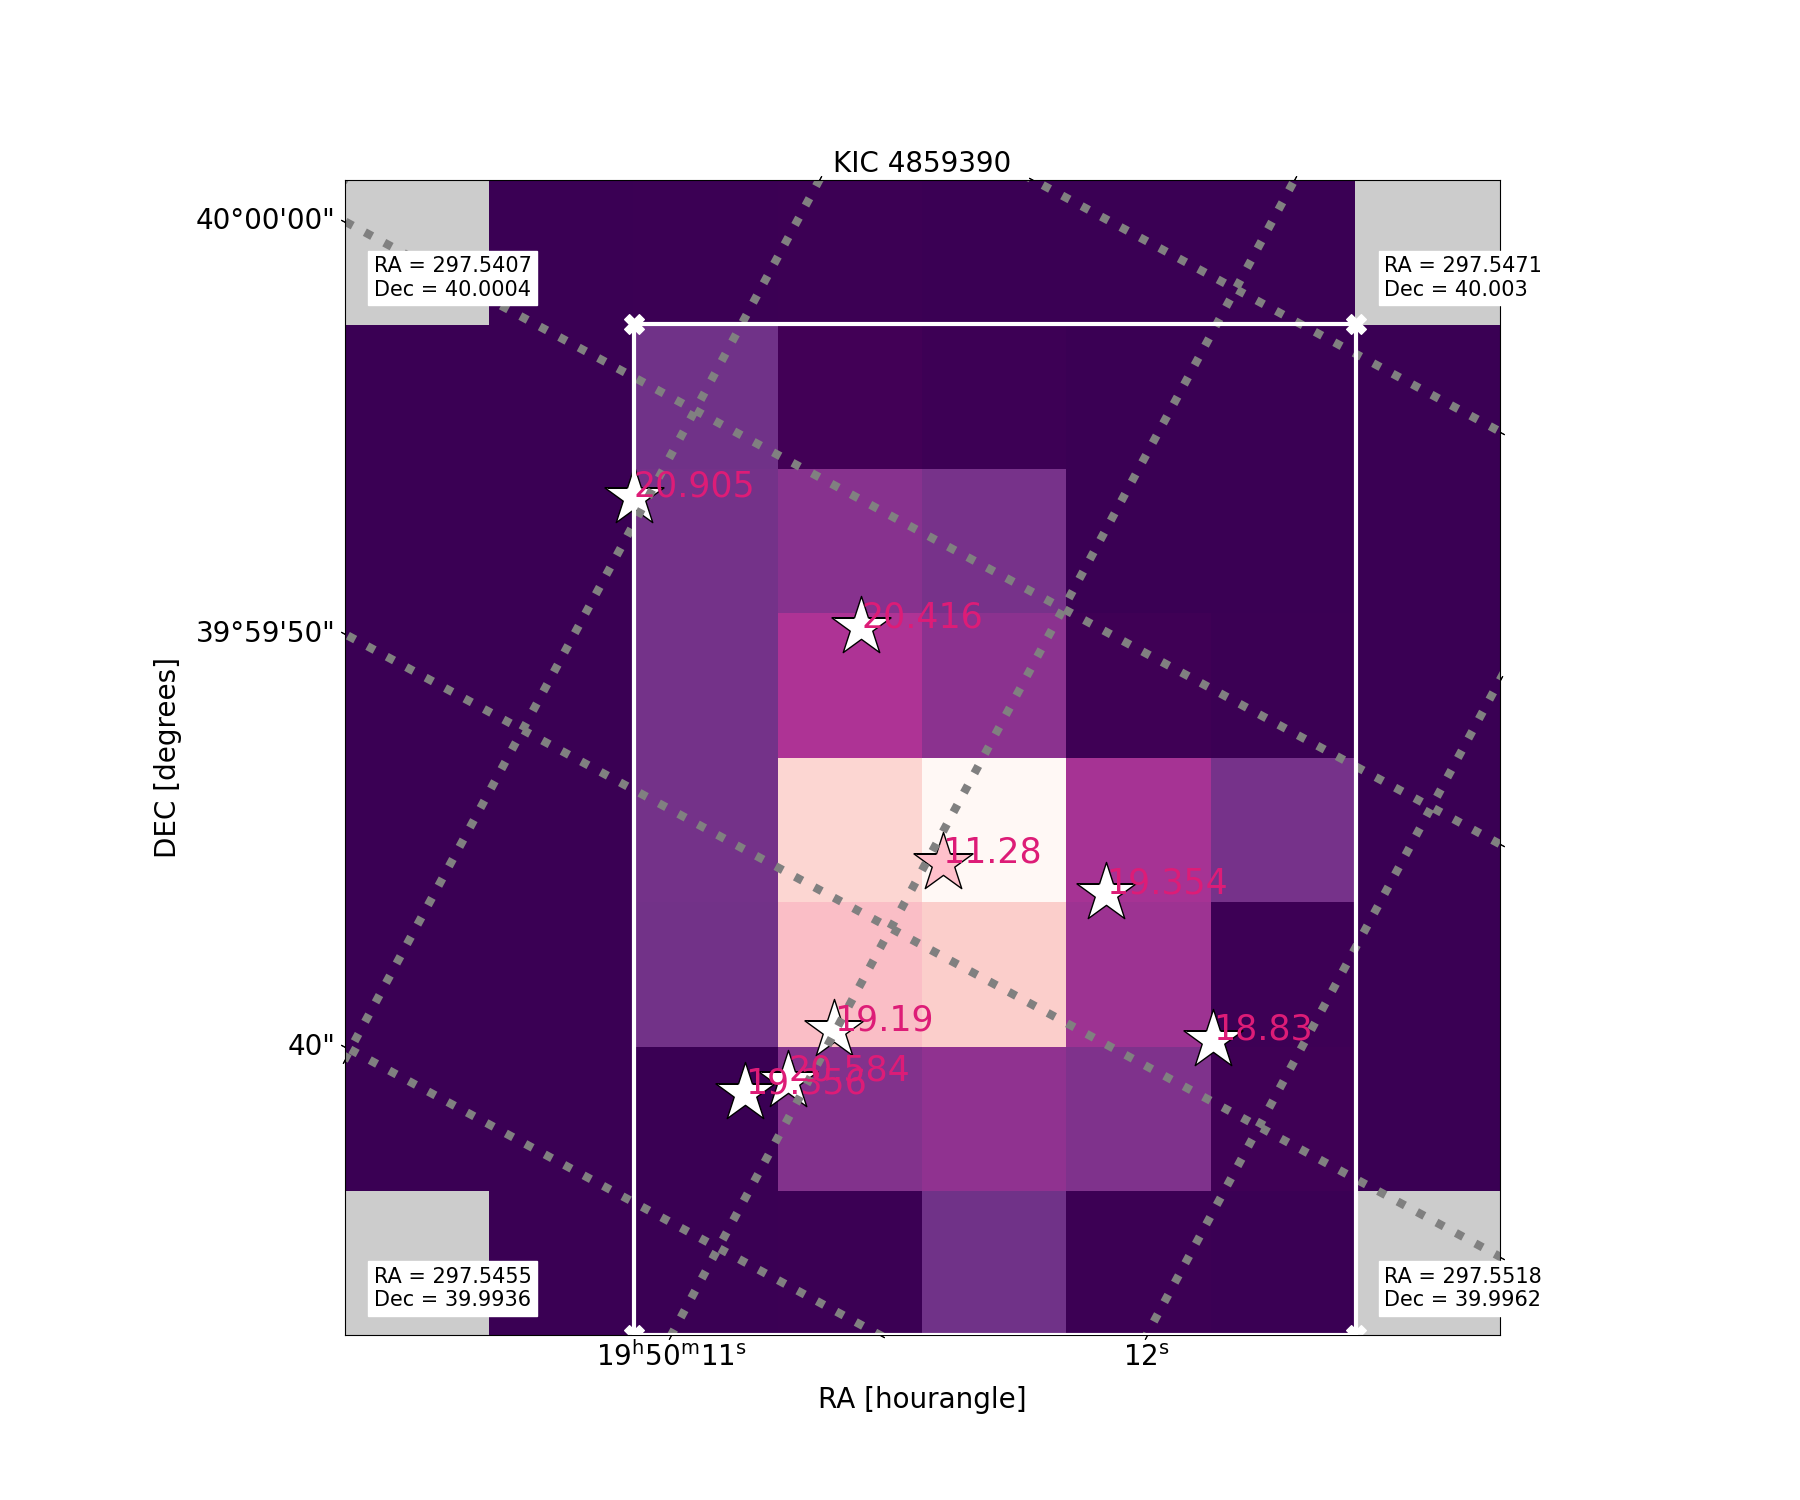 KIC 4859390
40°00'00"
RA = 297.5407
Dec = 40.0004
RA = 297.5471
Dec = 40.003
20.905
20.416
39°59'50"
DEC [degrees]
11.28
19.354
19.19
18.83
40"
20.584
RA = 297.5455
Dec = 39.9936
RA = 297.5518
Dec = 39.9962
19h50m11s
12s
RA [hourangle]